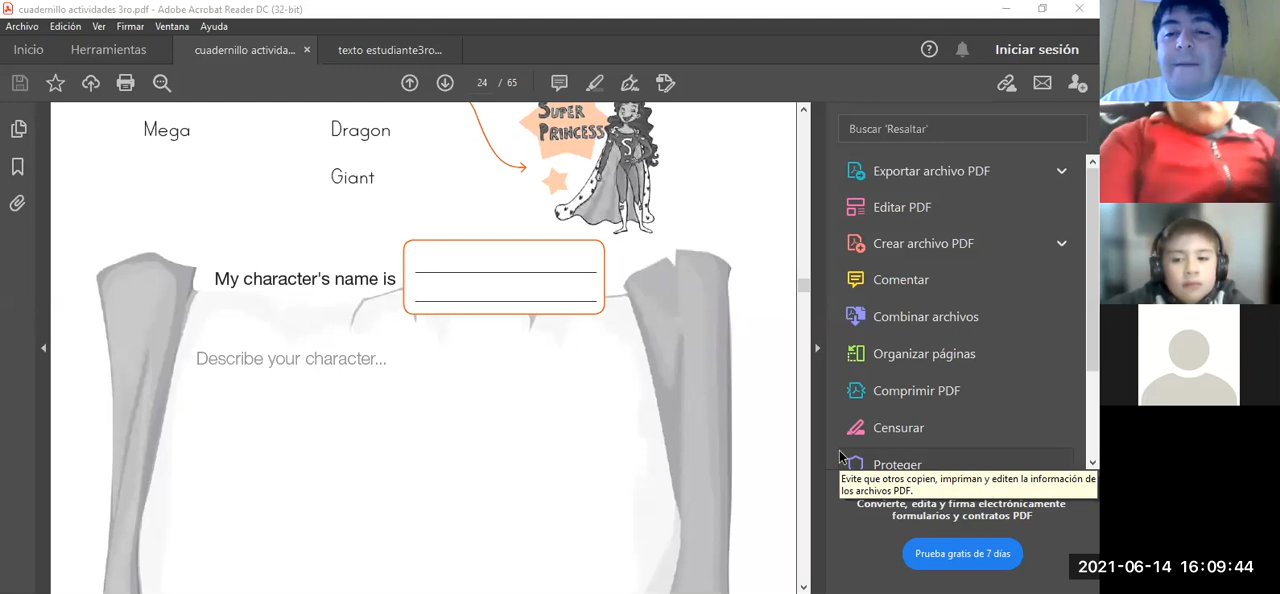 cuadernillo actividades 3ro.pdf - Adobe Acrobat Reader DC (32-bit)
Archivo Edición Ver Firmar Ventana Ayuda
Inicio Herramientas cuadernillo activida... × texto estudiante3ro... Iniciar sesión
24 / 65
Mega Dragon
Giant
SUPER
PRINCESS
S
My character's name is
Describe your character...
Buscar 'Resaltar'
Exportar archivo PDF
Editar PDF
Crear archivo PDF
Comentar
Combinar archivos
Organizar páginas
Comprimir PDF
Censurar
Proteger
Evite que otros copien, impriman y editen la información de
los archivos PDF.
Convierte, edita y firma electrónicamente
formularios y contratos PDF
Prueba gratis de 7 días
2021-06-14 16:09:44